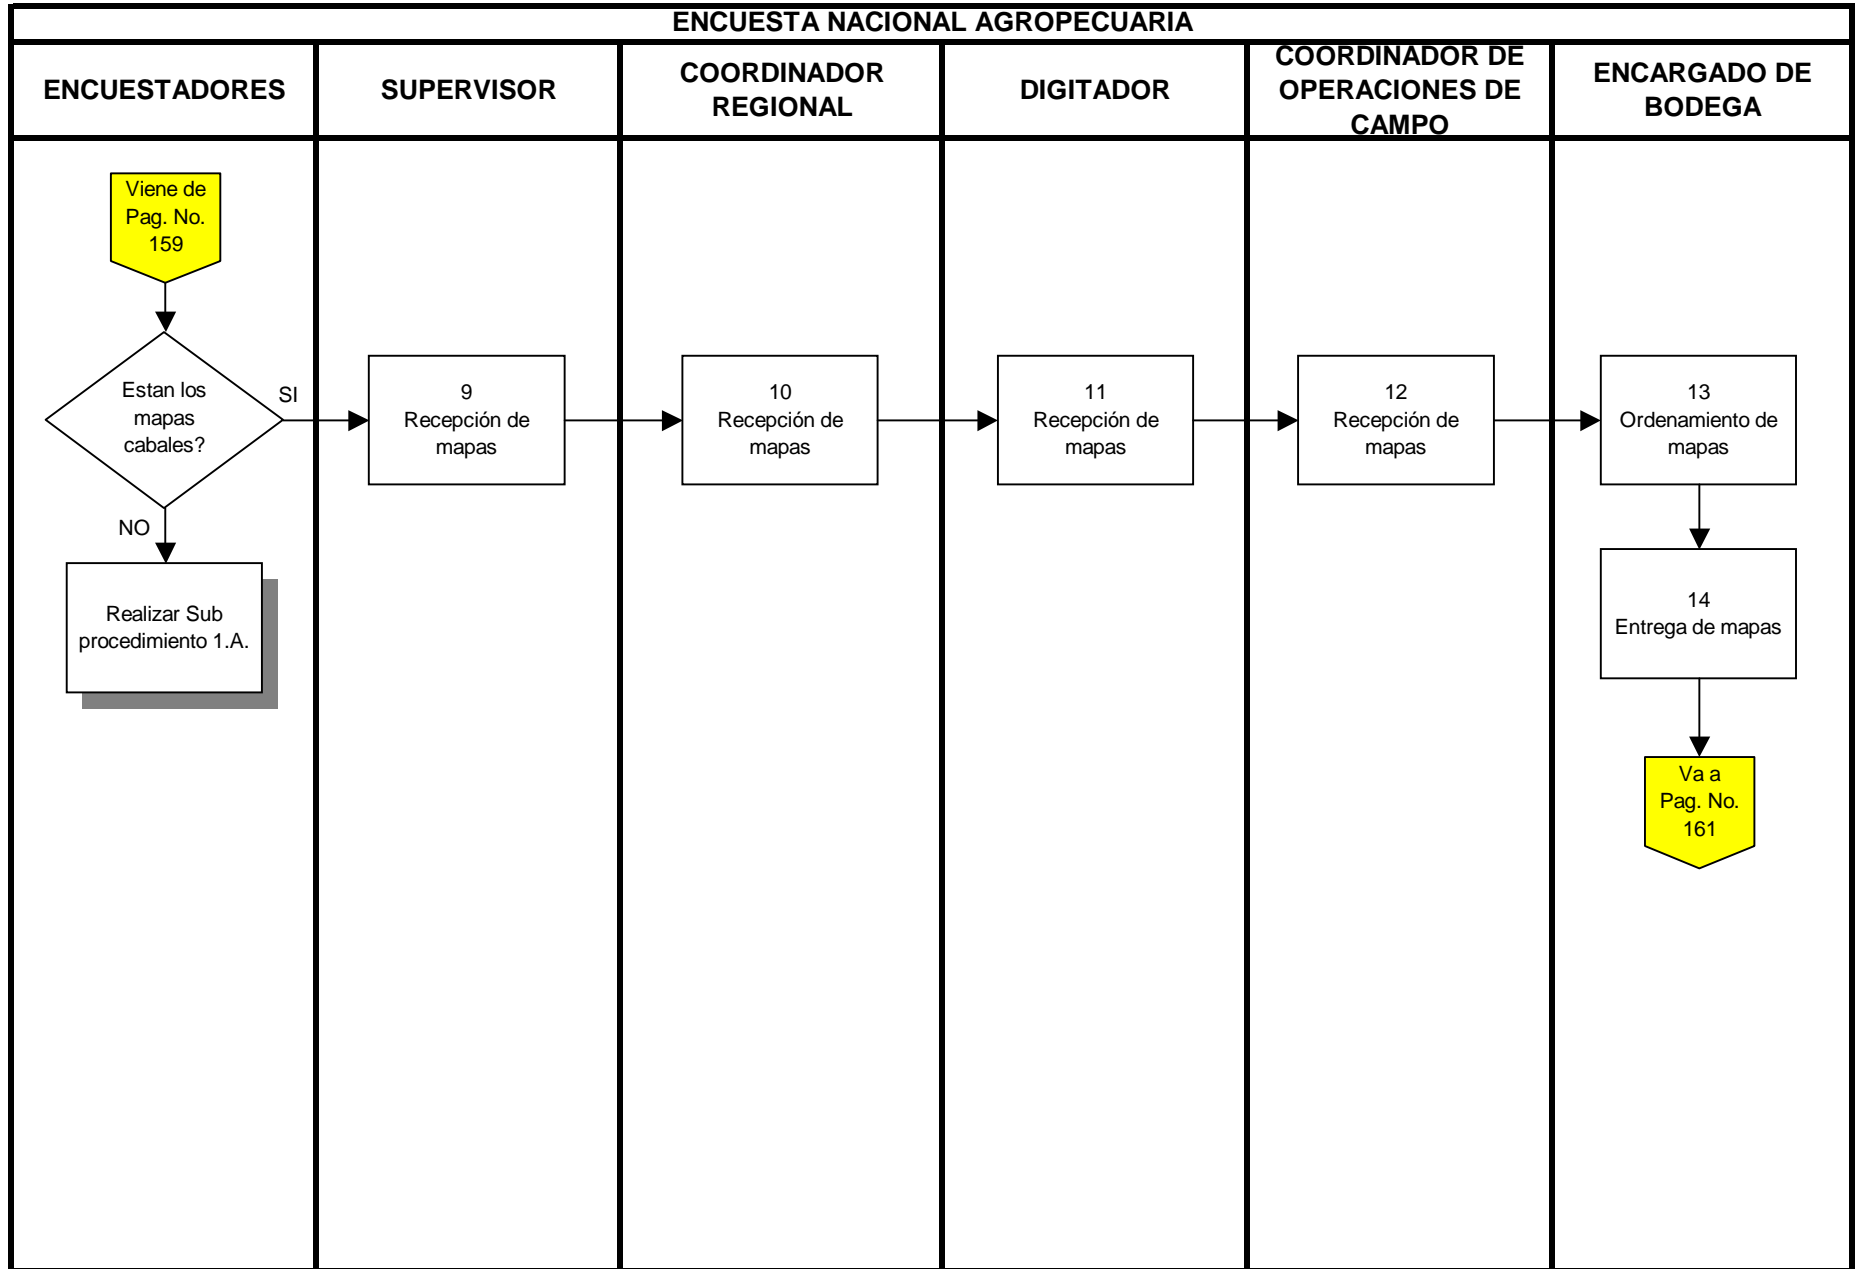 ENCUESTA NACIONAL AGROPECUARIA
ENCUESTADORES
SUPERVISOR
COORDINADOR
REGIONAL
DIGITADOR
COORDINADOR DE
OPERACIONES DE
CAMPO
ENCARGADO DE
BODEGA
Viene de
Pag. No.
159
Estan los
mapas
cabales?
SI
NO
Realizar Sub
procedimiento 1.A.
9
Recepción de
mapas
10
Recepción de
mapas
11
Recepción de
mapas
12
Recepción de
mapas
13
Ordenamiento de
mapas
14
Entrega de mapas
Va a
Pag. No.
161